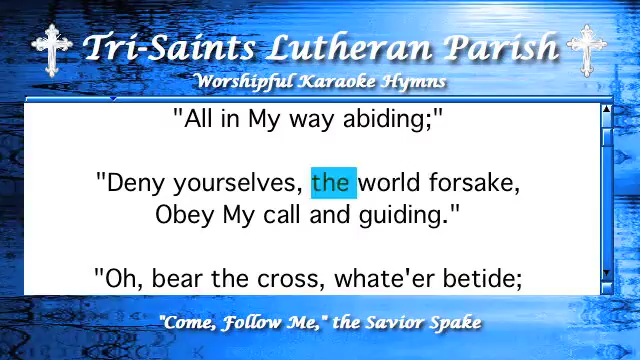 Tri-Saints Lutheran Parish
Worshipful Karaoke Hymns
"All in My way abiding;"
"Deny yourselves, the world forsake,
Obey My call and guiding."
"Oh, bear the cross, whate'er betide;
"Come, Follow Me," the Savior Spake